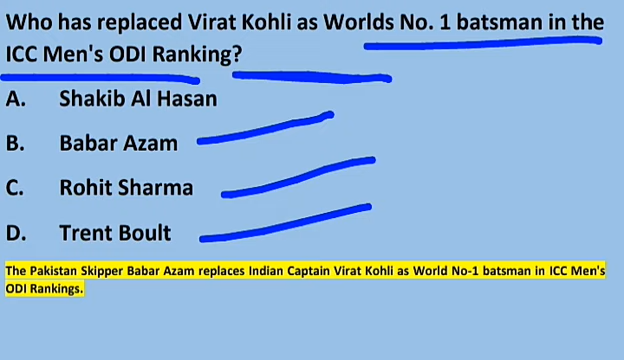 Who has replaced Virat Kohli as Worlds No. 1 batsman in the
ICC Men's ODI Ranking?
A. Shakib Al Hasan
B. Babar Azam
C. Rohit Sharma
D. Trent Boult
The Pakistan Skipper Babar Azam replaces Indian Captain Virat Kohli as World No-1 batsman in ICC Men's
ODI Rankings.